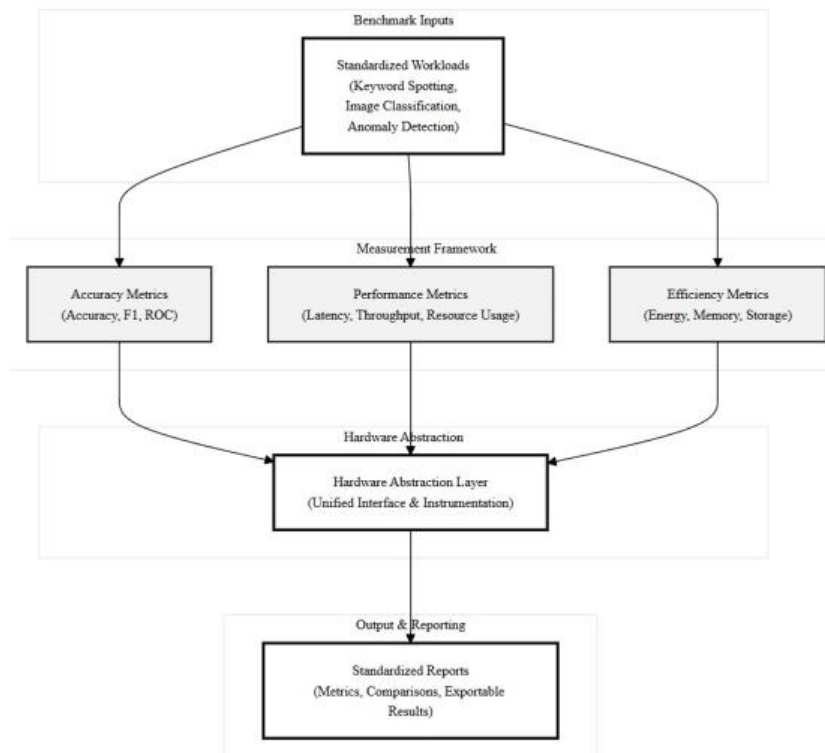 Benchmark Inputs
Standardized Workloads
(Keyword Spotting,
Image Classification,
Anomaly Detection)
Measurement Framework
Accuracy Metrics
(Accuracy, F1, ROC)
Performance Metrics
(Latency, Throughput, Resource Usage)
Efficiency Metrics
(Energy, Memory, Storage)
Hardware Abstraction
Hardware Abstraction Layer
(Unified Interface & Instrumentation)
Output & Reporting
Standardized Reports
(Metrics, Comparisons, Exportable
Results)